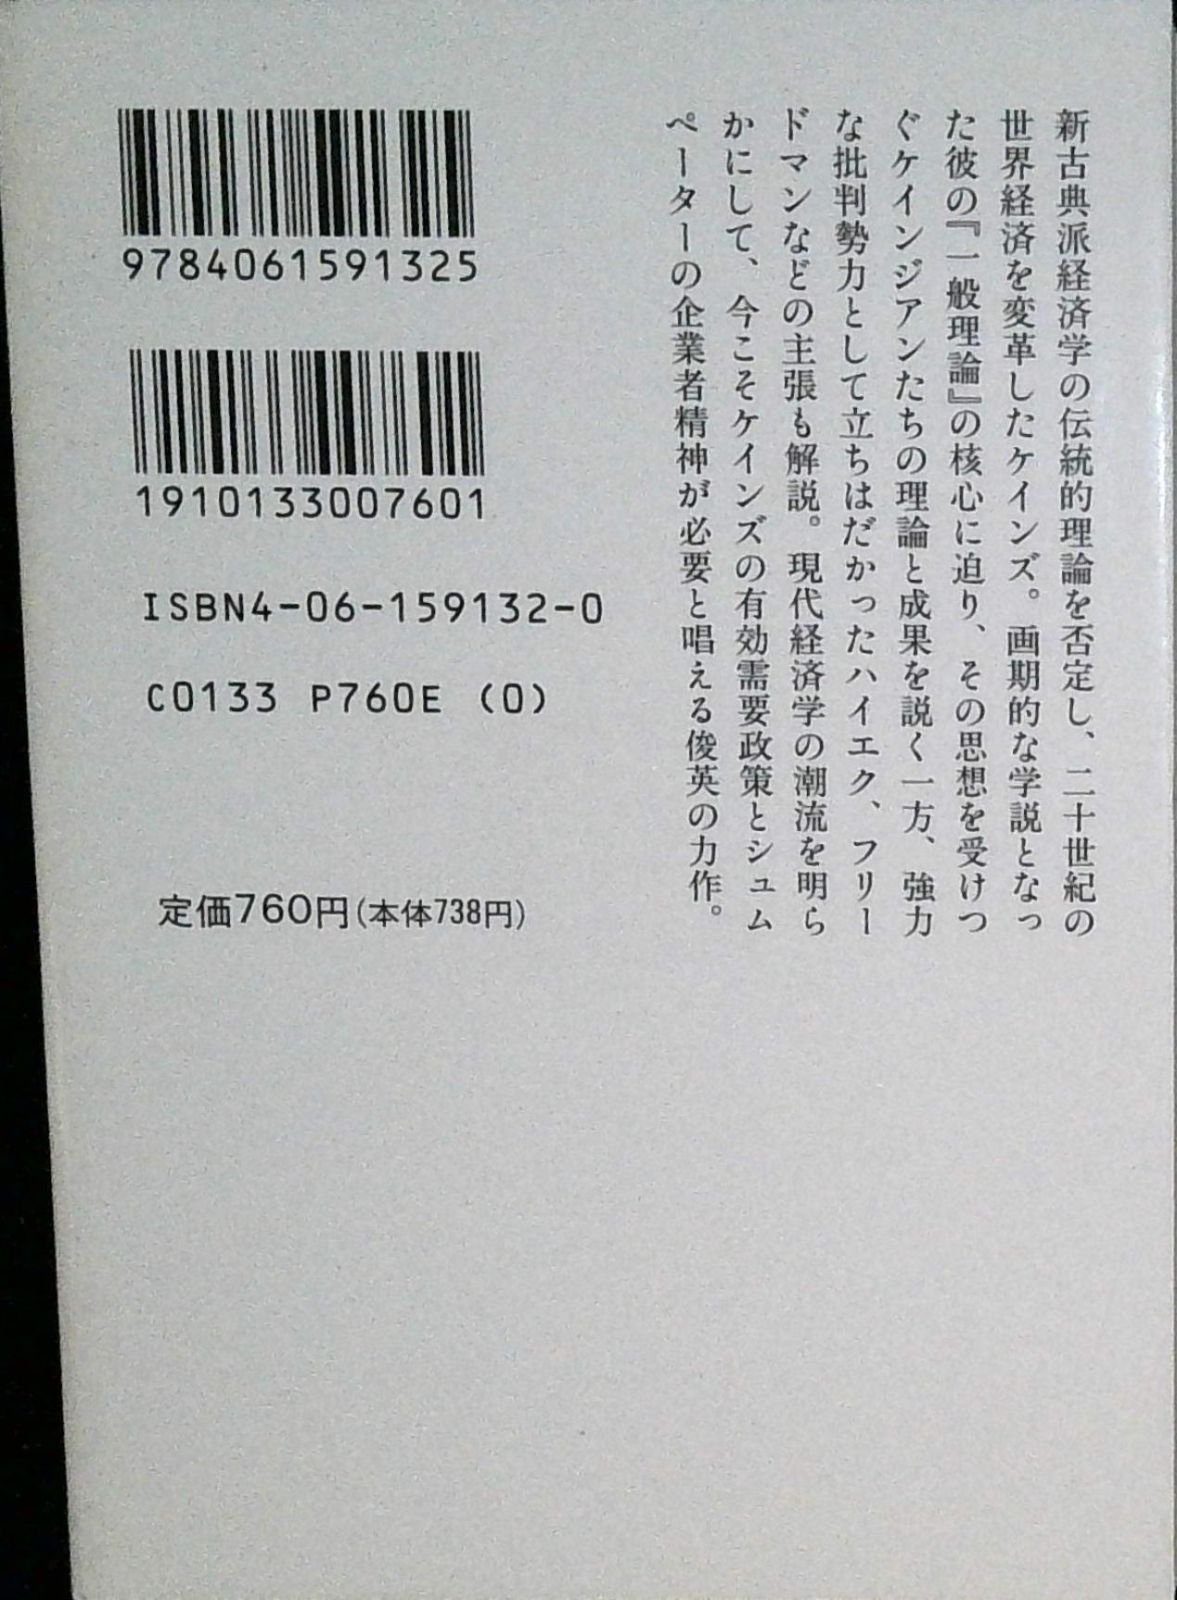 新古典派経済学の伝統的理論を否定し、二十世紀の
世界経済を変革したケインズ。画期的な学説となっ
た彼の『一般理論』の核心に迫り、その思想を受けつ
ぐケインジアンたちの理論と成果を説く一方、強力
な批判勢力として立ちはだかったハイエク、フリー
ドマンなどの主張も解説。現代経済学の潮流を明ら
かにして、今こそケインズの有効需要政策とシュム
ペーターの企業者精神が必要と唱える俊英の力作。
9784061591325
1910133007601
ISBN4-06-159132-0
C0133 P760E (0)
定価760円(本体738円)